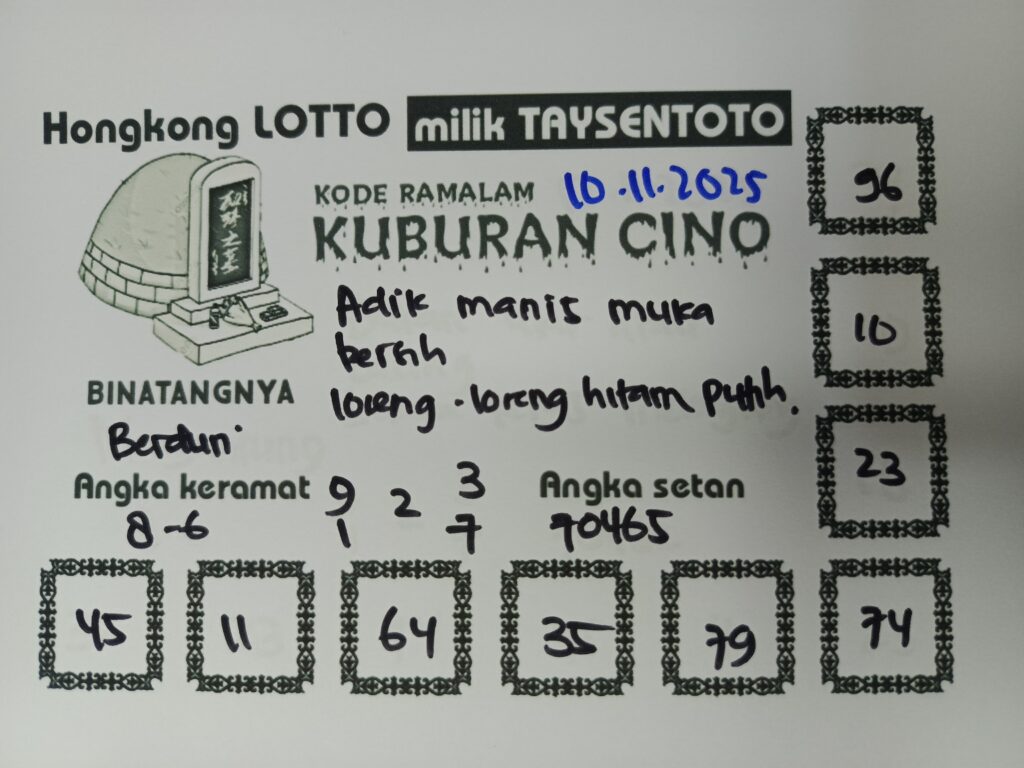 Hongkong LOTTO milik TAYSENTOTO
KODE RAMALAM 10.11.2025
KUBURAN CINO
Adik manis muka
bersih
loreng-loreng hitam putih.
BINATANGNYA
Berduri
Angka keramat
8-6
9 2 3
1 7
Angka setan
70465
96
10
23
45 11 64 35 79 74